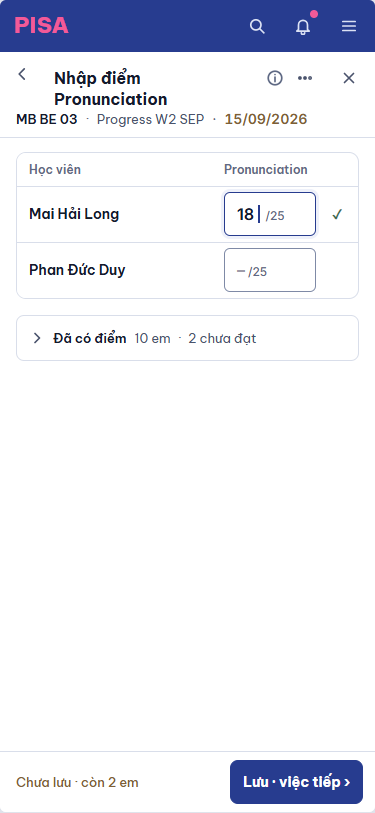 PISA
Nhập điểm
Pronunciation
MB BE 03 · Progress W2 SEP · 15/09/2026
Học viên Pronunciation
Mai Hải Long 18 /25 ✓
Phan Đức Duy – /25
Đã có điểm 10 em · 2 chưa đạt
Chưa lưu · còn 2 em Lưu · việc tiếp ›